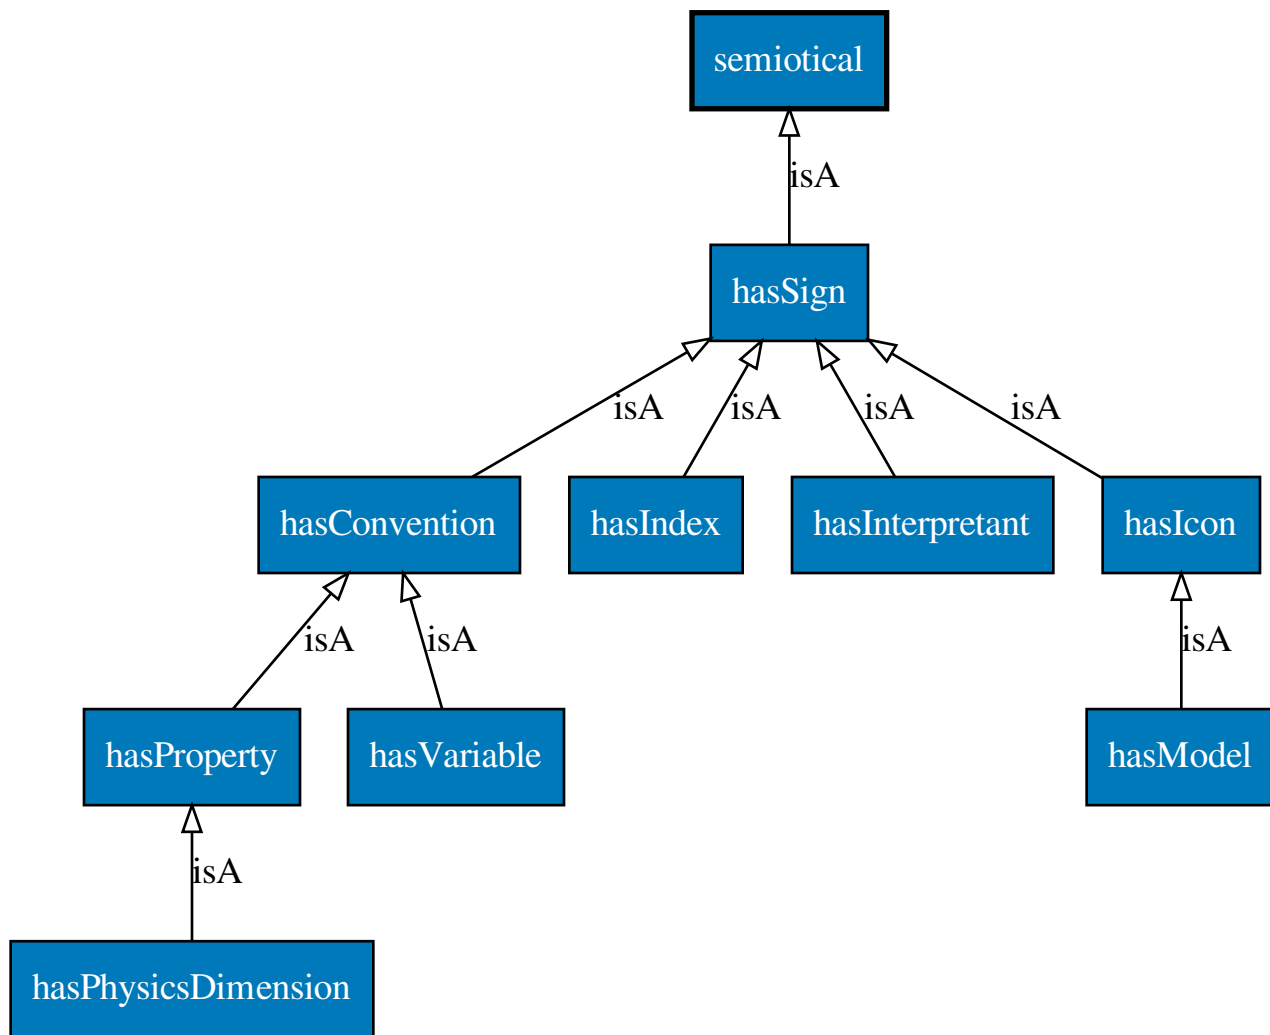 semiotical
isA
hasSign
isA
isA
isA
isA
hasConvention
hasIndex
hasInterpretant
hasIcon
isA
isA
isA
hasProperty
hasVariable
hasModel
isA
hasPhysicsDimension